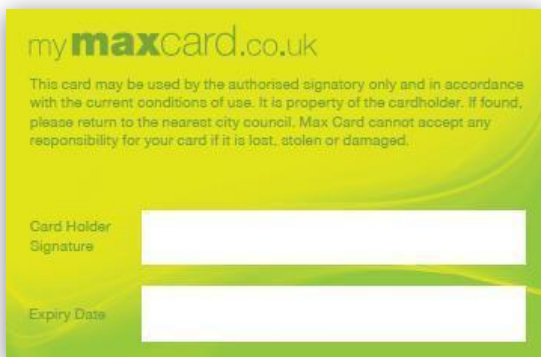 mymaxcard.co.uk
This card may be used by the authorised signatory only and in accordance
with the current conditions of use. It is property of the cardholder. If found,
please return to the nearest city council. Max Card cannot accept any
responsibility for your card if it is lost, stolen or damaged.
Card Holder
Signature
Expiry Date